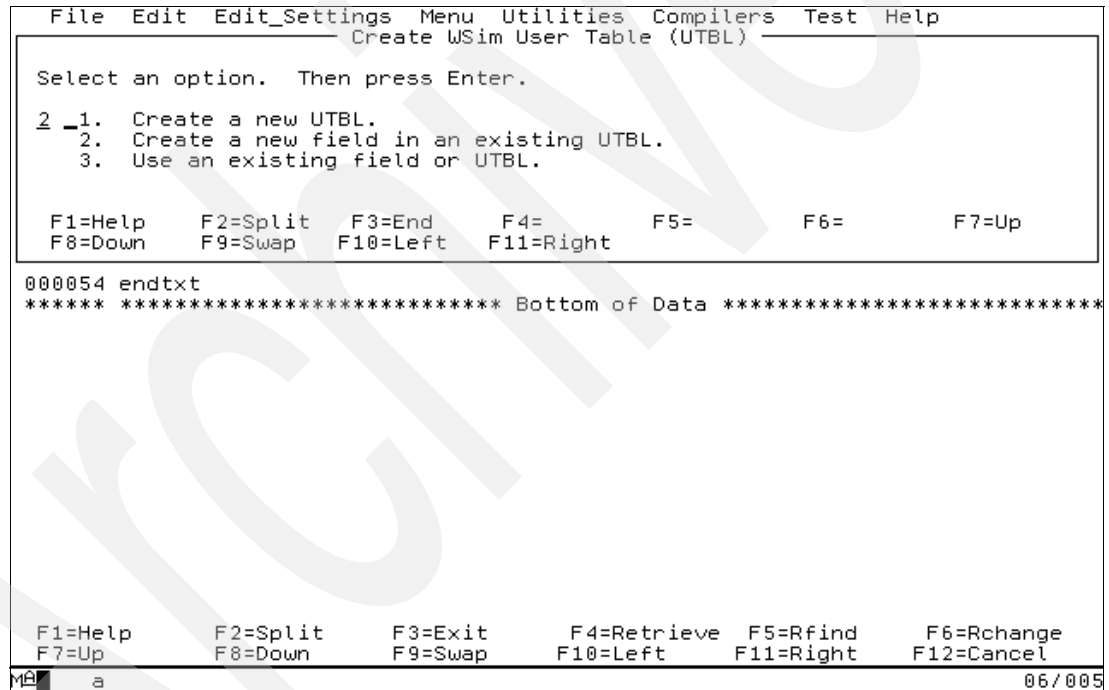 File  Edit  Edit_Settings  Menu  Utilities  Compilers  Test  Help
Create WSim User Table (UTBL)
Select an option.  Then press Enter.
2 _1.  Create a new UTBL.
2.  Create a new field in an existing UTBL.
3.  Use an existing field or UTBL.
F1=Help  F2=Split  F3=End  F4=  F5=  F6=  F7=Up
F8=Down  F9=Swap  F10=Left  F11=Right
000054 endtxt
****** **************************** Bottom of Data ****************************
F1=Help  F2=Split  F3=Exit  F4=Retrieve  F5=Rfind  F6=Rchange
F7=Up  F8=Down  F9=Swap  F10=Left  F11=Right  F12=Cancel
MA a 06/005